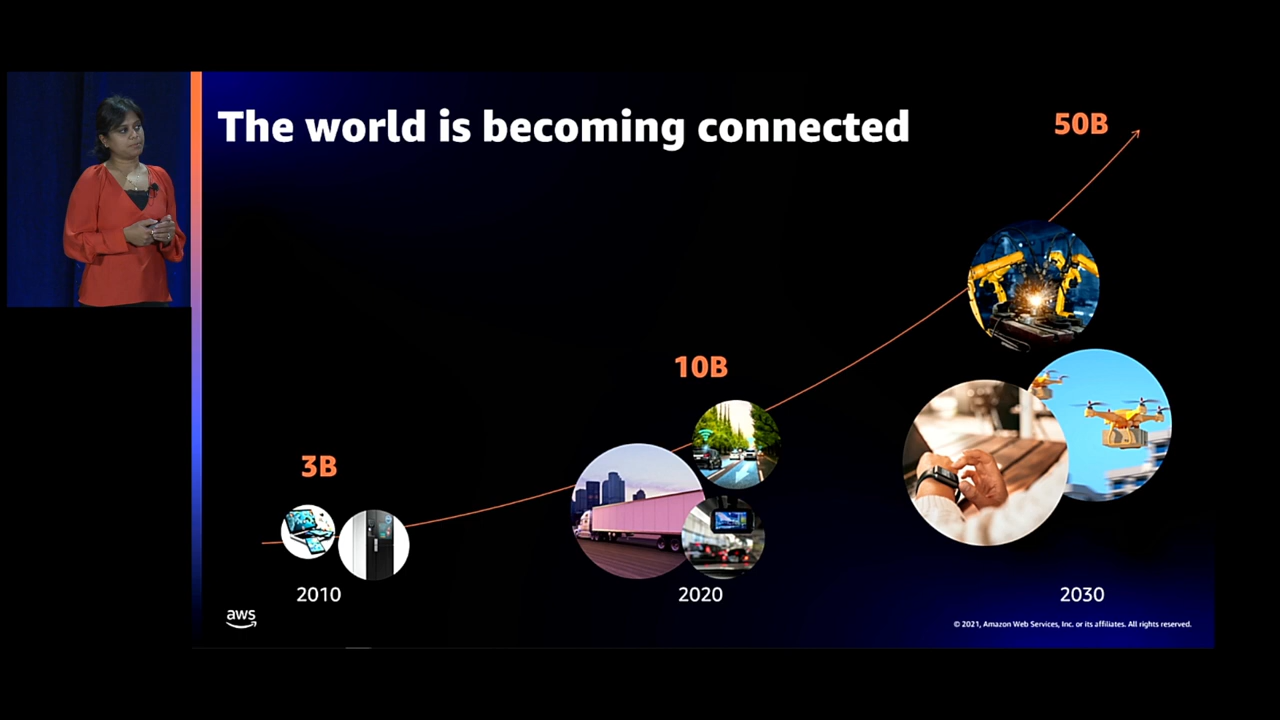 The world is becoming connected
50B
10B
3B
2010
2020
2030
aws
© 2021, Amazon Web Services, Inc. or its affiliates. All rights reserved.